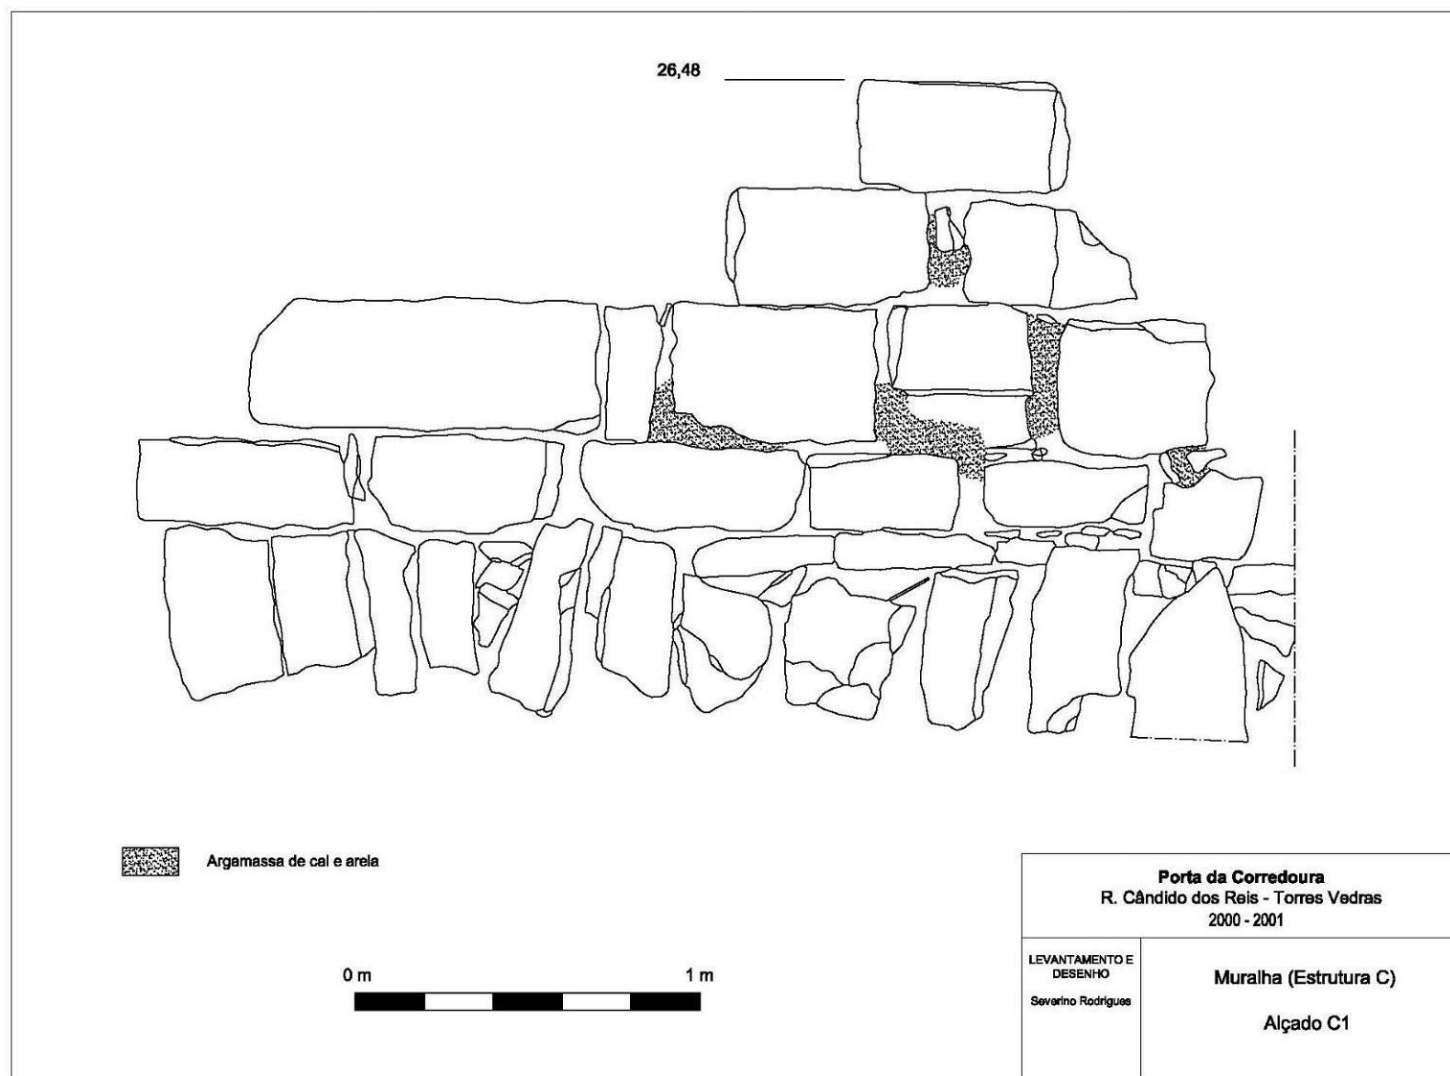 26,48
Argamassa de cal e areia
0 m 1 m
Porta da Corredoura
R. Cândido dos Reis - Torres Vedras
2000 - 2001
LEVANTAMENTO E
DESENHO
Severino Rodrigues
Muralha (Estrutura C)
Alçado C1